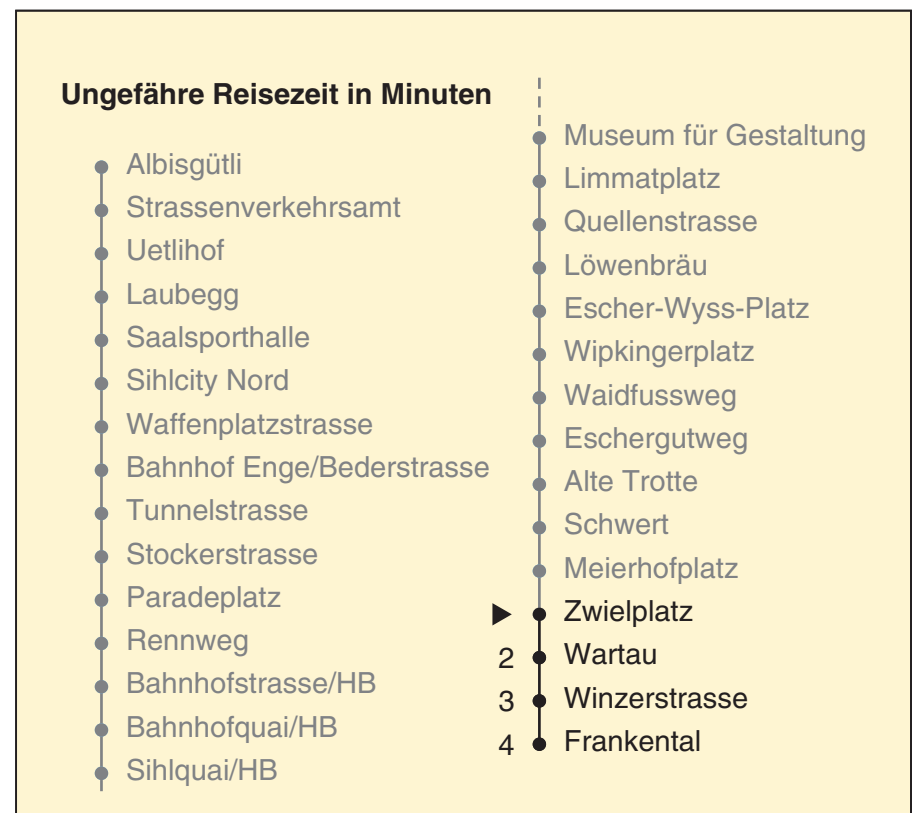 Ungefähre Reisezeit in Minuten
Albisgütli
Strassenverkehrsamt
Uetlihof
Laubegg
Saalsporthalle
Sihlcity Nord
Waffenplatzstrasse
Bahnhof Enge/Bederstrasse
Tunnelstrasse
Stockerstrasse
Paradeplatz
Rennweg
Bahnhofstrasse/HB
Bahnhofquai/HB
Sihlquai/HB
Museum für Gestaltung
Limmatplatz
Quellenstrasse
Löwenbräu
Escher-Wyss-Platz
Wipkingerplatz
Waidfussweg
Eschergutweg
Alte Trotte
Schwert
Meierhofplatz
Zwielplatz
2 Wartau
3 Winzerstrasse
4 Frankental